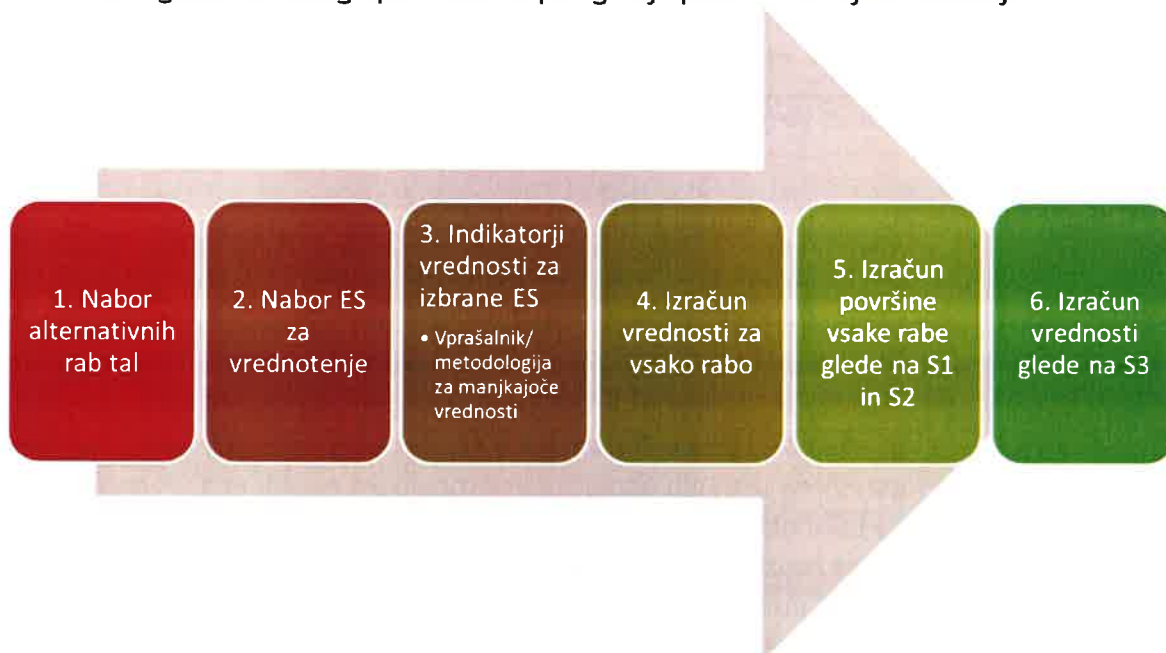 1. Nabor
alternativnih
rab tal
2. Nabor ES
za
vrednotenje
3. Indikatorji
vrednosti za
izbrane ES
• Vprašalnik/
metodologija
za manjkajoče
vrednosti
4. Izračun
vrednosti za
vsako rabo
5. Izračun
površine
vsake rabe
glede na S1
in S2
6. Izračun
vrednosti
glede na S3